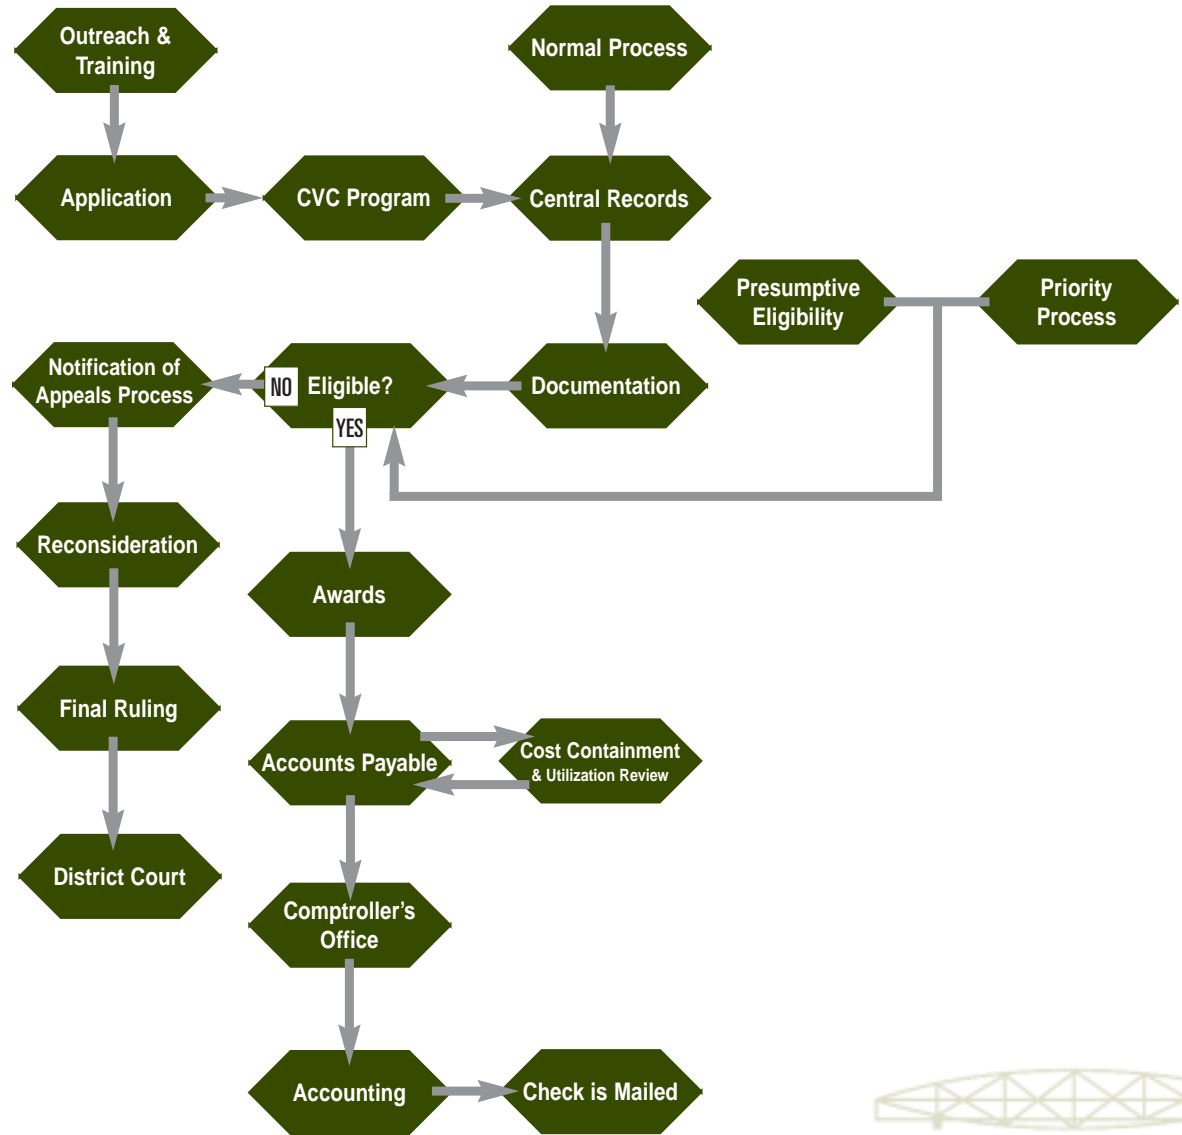 Outreach &
Training
Normal Process
Application
CVC Program
Central Records
Presumptive
Eligibility
Priority
Process
Notification of
Appeals Process
NO
Eligible?
YES
Documentation
Reconsideration
Awards
Final Ruling
Accounts Payable
Cost Containment
& Utilization Review
District Court
Comptroller's
Office
Accounting
Check is Mailed